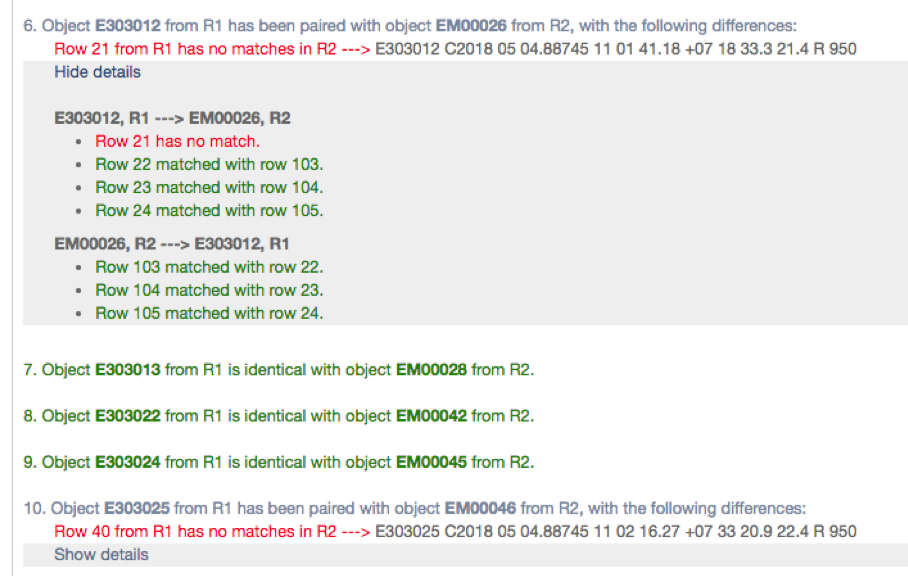 6. Object E303012 from R1 has been paired with object EM00026 from R2, with the following differences:
Row 21 from R1 has no matches in R2 ---> E303012 C2018 05 04.88745 11 01 41.18 +07 18 33.3 21.4 R 950
Hide details
E303012, R1 ---> EM00026, R2
• Row 21 has no match.
• Row 22 matched with row 103.
• Row 23 matched with row 104.
• Row 24 matched with row 105.
EM00026, R2 ---> E303012, R1
• Row 103 matched with row 22.
• Row 104 matched with row 23.
• Row 105 matched with row 24.
7. Object E303013 from R1 is identical with object EM00028 from R2.
8. Object E303022 from R1 is identical with object EM00042 from R2.
9. Object E303024 from R1 is identical with object EM00045 from R2.
10. Object E303025 from R1 has been paired with object EM00046 from R2, with the following differences:
Row 40 from R1 has no matches in R2 ---> E303025 C2018 05 04.88745 11 02 16.27 +07 33 20.9 22.4 R 950
Show details